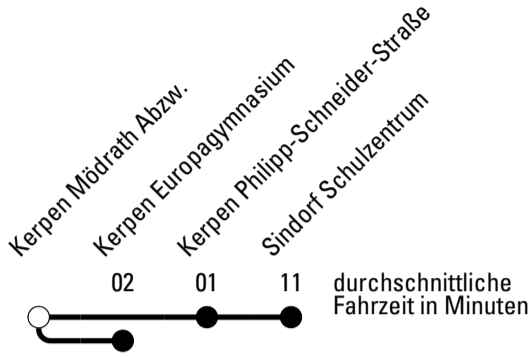 Kerpen Mödrath Abzw.
Kerpen Europagymnasium
Kerpen Philipp-Schneider-Straße
Sindorf Schulzentrum
02 01 11 durchschnittliche
Fahrzeit in Minuten